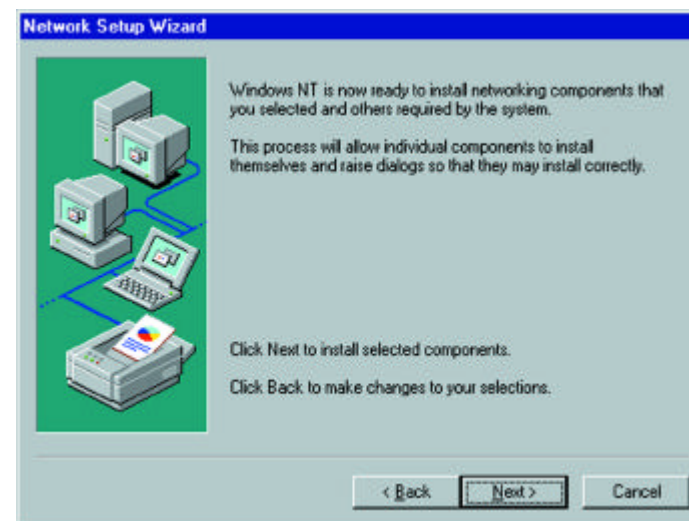 Network Setup Wizard
Windows NT is now ready to install networking components that
you selected and others required by the system.
This process will allow individual components to install
themselves and raise dialogs so that they may install correctly.
Click Next to install selected components.
Click Back to make changes to your selections.
< Back
Next >
Cancel